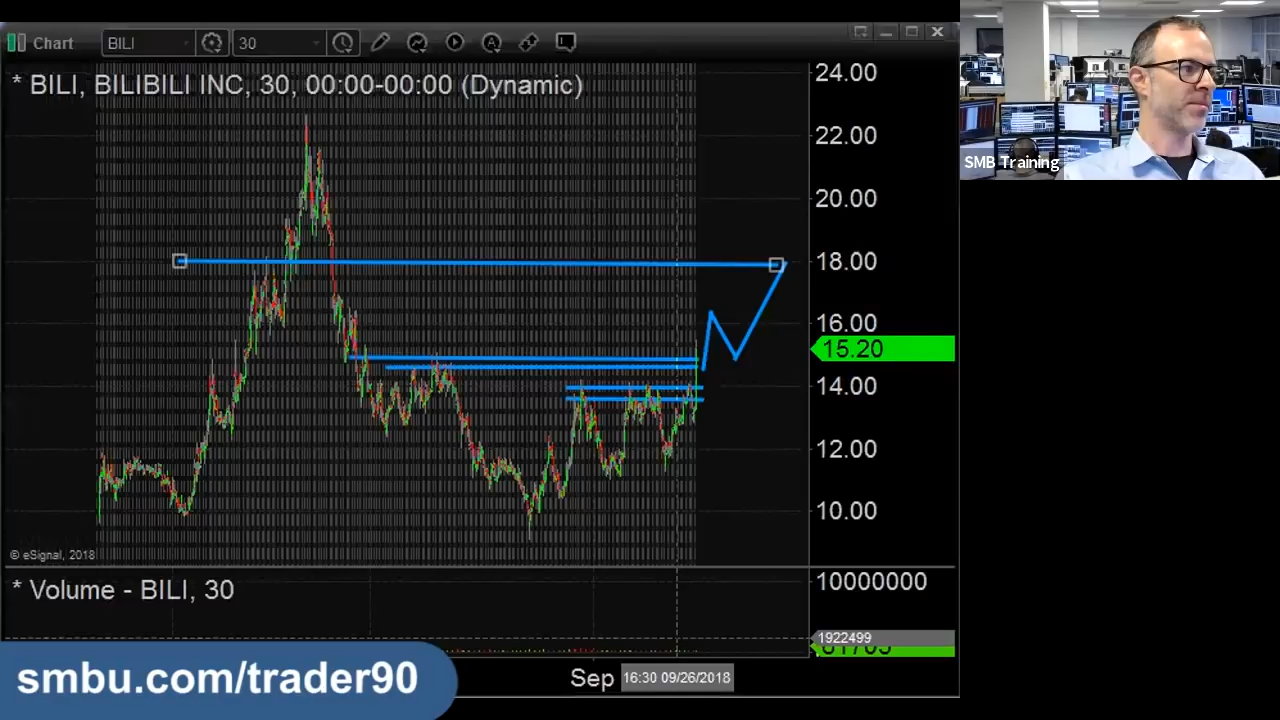 Chart
BILI
30
* BILI, BILIBILI INC, 30, 00:00-00:00 (Dynamic)
24.00
22.00
20.00
18.00
16.00
15.20
14.00
12.00
10.00
© eSignal, 2018
* Volume - BILI, 30
10000000
1922499
Sep
16:30 09/26/2018
smbu.com/trader90
SMB Training